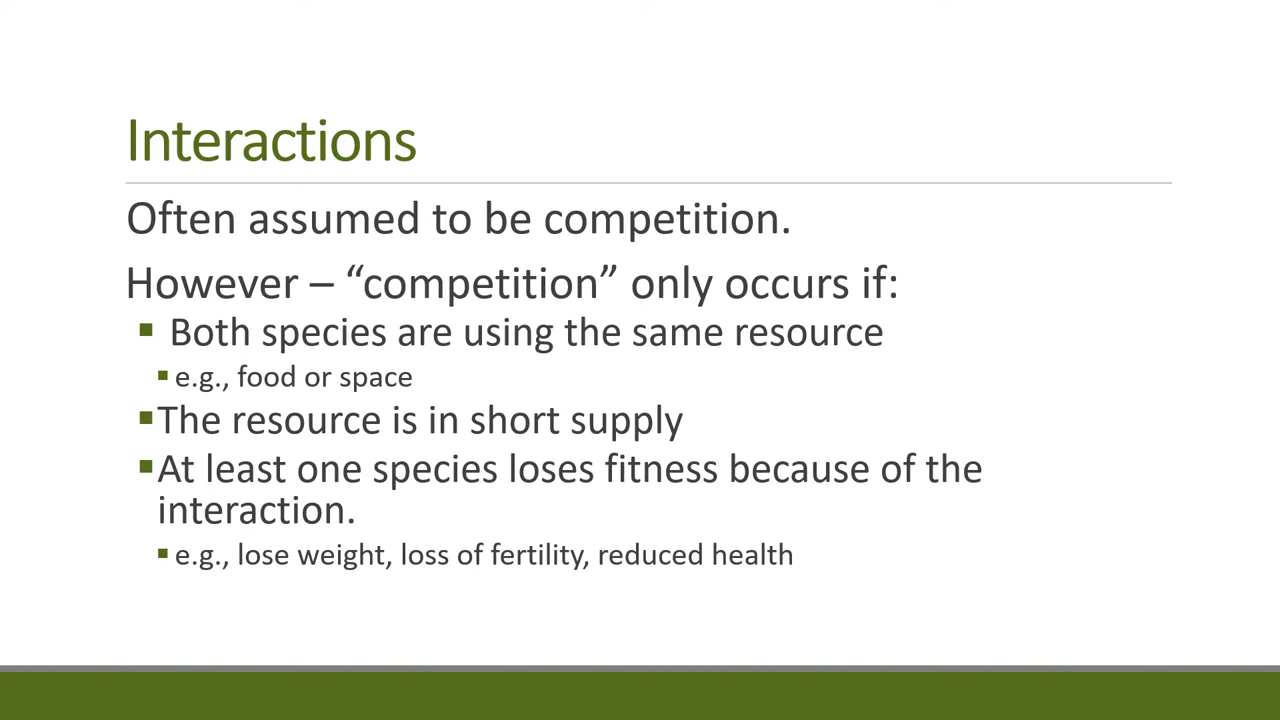 Interactions
Often assumed to be competition.
However – “competition” only occurs if:
▪ Both species are using the same resource
▪ e.g., food or space
▪The resource is in short supply
▪At least one species loses fitness because of the
interaction.
▪ e.g., lose weight, loss of fertility, reduced health